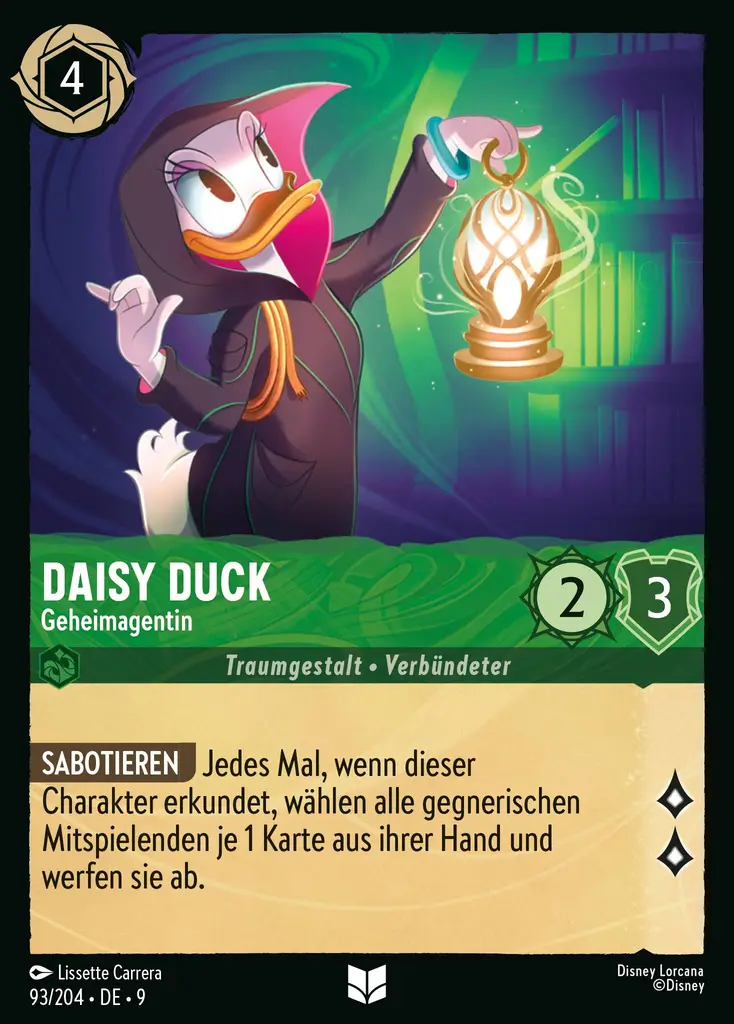 4
DAISY DUCK
Geheimagentin
2
3
Traumgestalt • Verbündeter
SABOTIEREN Jedes Mal, wenn dieser
Charakter erkundet, wählen alle gegnerischen
Mitspielenden je 1 Karte aus ihrer Hand und
werfen sie ab.
Lissette Carrera
93/204 • DE • 9
Disney Lorcana
©Disney